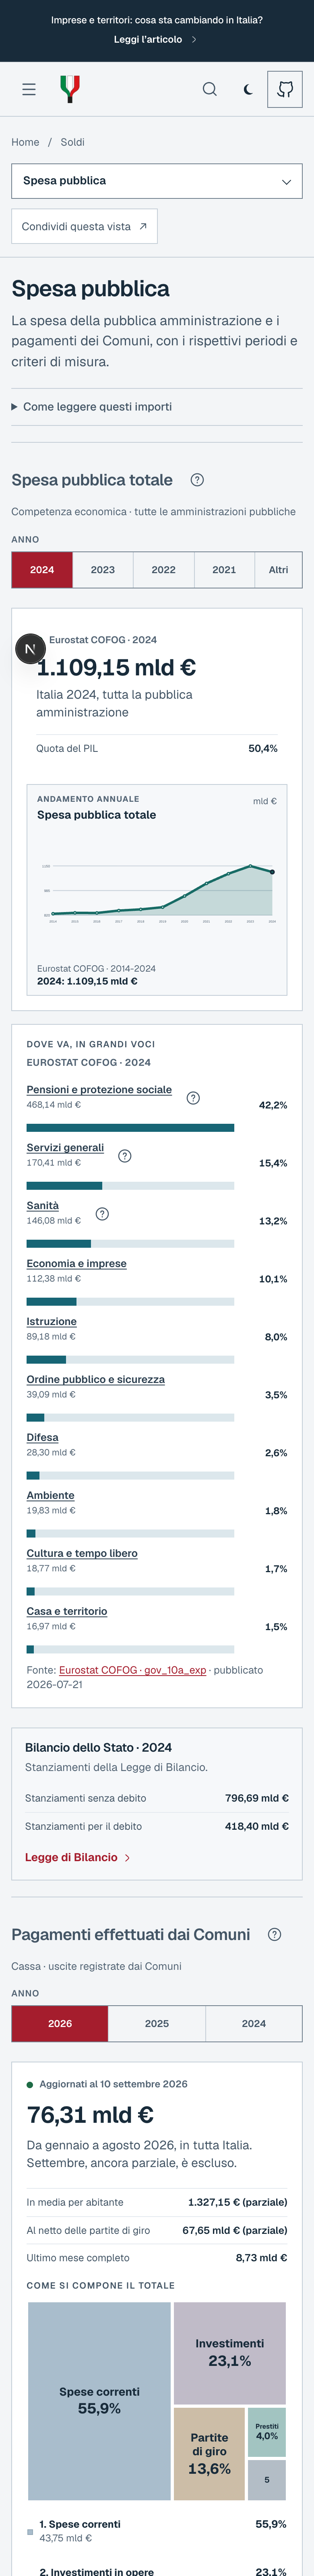 Imprese e territori: cosa sta cambiando in Italia?
Leggi l'articolo
Home / Soldi
Spesa pubblica
Condividi questa vista
Spesa pubblica
La spesa della pubblica amministrazione e i
pagamenti dei Comuni, con i rispettivi periodi e
criteri di misura.
Come leggere questi importi
Spesa pubblica totale ?
Competenza economica · tutte le amministrazioni pubbliche
ANNO
2024 2023 2022 2021 Altri
Eurostat COFOG · 2024
N
1.109,15 mld €
Italia 2024, tutta la pubblica
amministrazione
Quota del PIL 50,4%
ANDAMENTO ANNUALE mld €
Spesa pubblica totale
2014 2015 2016 2017 2018 2019 2020 2021 2022 2023 2024
Eurostat COFOG · 2014-2024
2024: 1.109,15 mld €
DOVE VA, IN GRANDI VOCI
EUROSTAT COFOG · 2024
Pensioni e protezione sociale ?
468,14 mld € 42,2%
Servizi generali ?
170,41 mld € 15,4%
Sanità ?
146,08 mld € 13,2%
Economia e imprese
112,38 mld € 10,1%
Istruzione
89,18 mld € 8,0%
Ordine pubblico e sicurezza
39,09 mld € 3,5%
Difesa
28,30 mld € 2,6%
Ambiente
19,83 mld € 1,8%
Cultura e tempo libero
18,77 mld € 1,7%
Casa e territorio
16,97 mld € 1,5%
Fonte: Eurostat COFOG · gov_10a_exp · pubblicato
2026-07-21
Bilancio dello Stato · 2024
Stanziamenti della Legge di Bilancio.
Stanziamenti senza debito 796,69 mld €
Stanziamenti per il debito 418,40 mld €
Legge di Bilancio
Pagamenti effettuati dai Comuni ?
Cassa · uscite registrate dai Comuni
ANNO
2026 2025 2024
Aggiornati al 10 settembre 2026
76,31 mld €
Da gennaio a agosto 2026, in tutta Italia.
Settembre, ancora parziale, è escluso.
In media per abitante 1.327,15 € (parziale)
Al netto delle partite di giro 67,65 mld € (parziale)
Ultimo mese completo 8,73 mld €
COME SI COMPONE IL TOTALE
Spese correnti
55,9%
Investimenti
23,1%
Partite
di giro
13,6%
Prestiti
4,0%
5
1. Spese correnti 55,9%
43,75 mld €
2. Investimenti in opere 23,1%